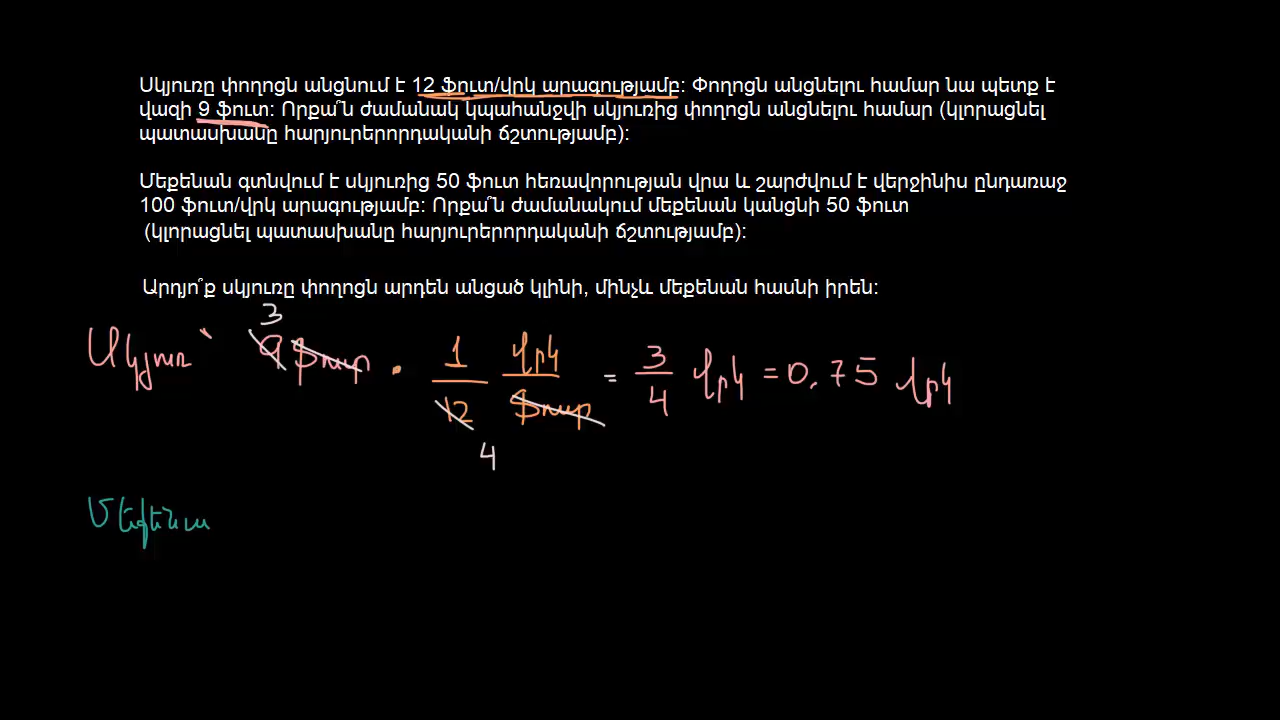 Սկյուռը փողոցն անցնում է 12 ֆուտ/վրկ արագությամբ: Փողոցն անցնելու համար նա պետք է
վազի 9 ֆուտ: Որքա՞ն ժամանակ կպահանջվի սկյուռից փողոցն անցնելու համար (կլորացնել
պատասխանը հարյուրերորդականի ճշտությամբ):
Մեքենան գտնվում է սկյուռից 50 ֆուտ հեռավորության վրա և շարժվում է վերջինիս ընդառաջ
100 ֆուտ/վրկ արագությամբ: Որքա՞ն ժամանակում մեքենան կանցնի 50 ֆուտ
(կլորացնել պատասխանը հարյուրերորդականի ճշտությամբ):
Արդյո՞ք սկյուռը փողոցն արդեն անցած կլինի, մինչև մեքենան հասնի իրեն:
3
Սկյուռ՝ 9 ֆուտ · 1/12 վրկ/ֆուտ = 3/4 վրկ = 0.75 վրկ
4
Մեքենա